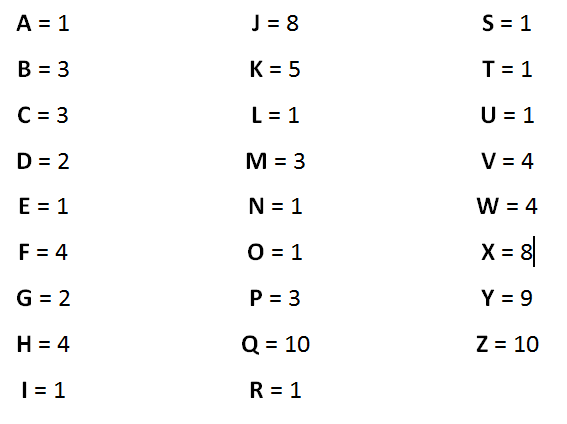 A = 1
B = 3
C = 3
D = 2
E = 1
F = 4
G = 2
H = 4
I = 1
J = 8
K = 5
L = 1
M = 3
N = 1
O = 1
P = 3
Q = 10
R = 1
S = 1
T = 1
U = 1
V = 4
W = 4
X = 8
Y = 9
Z = 10